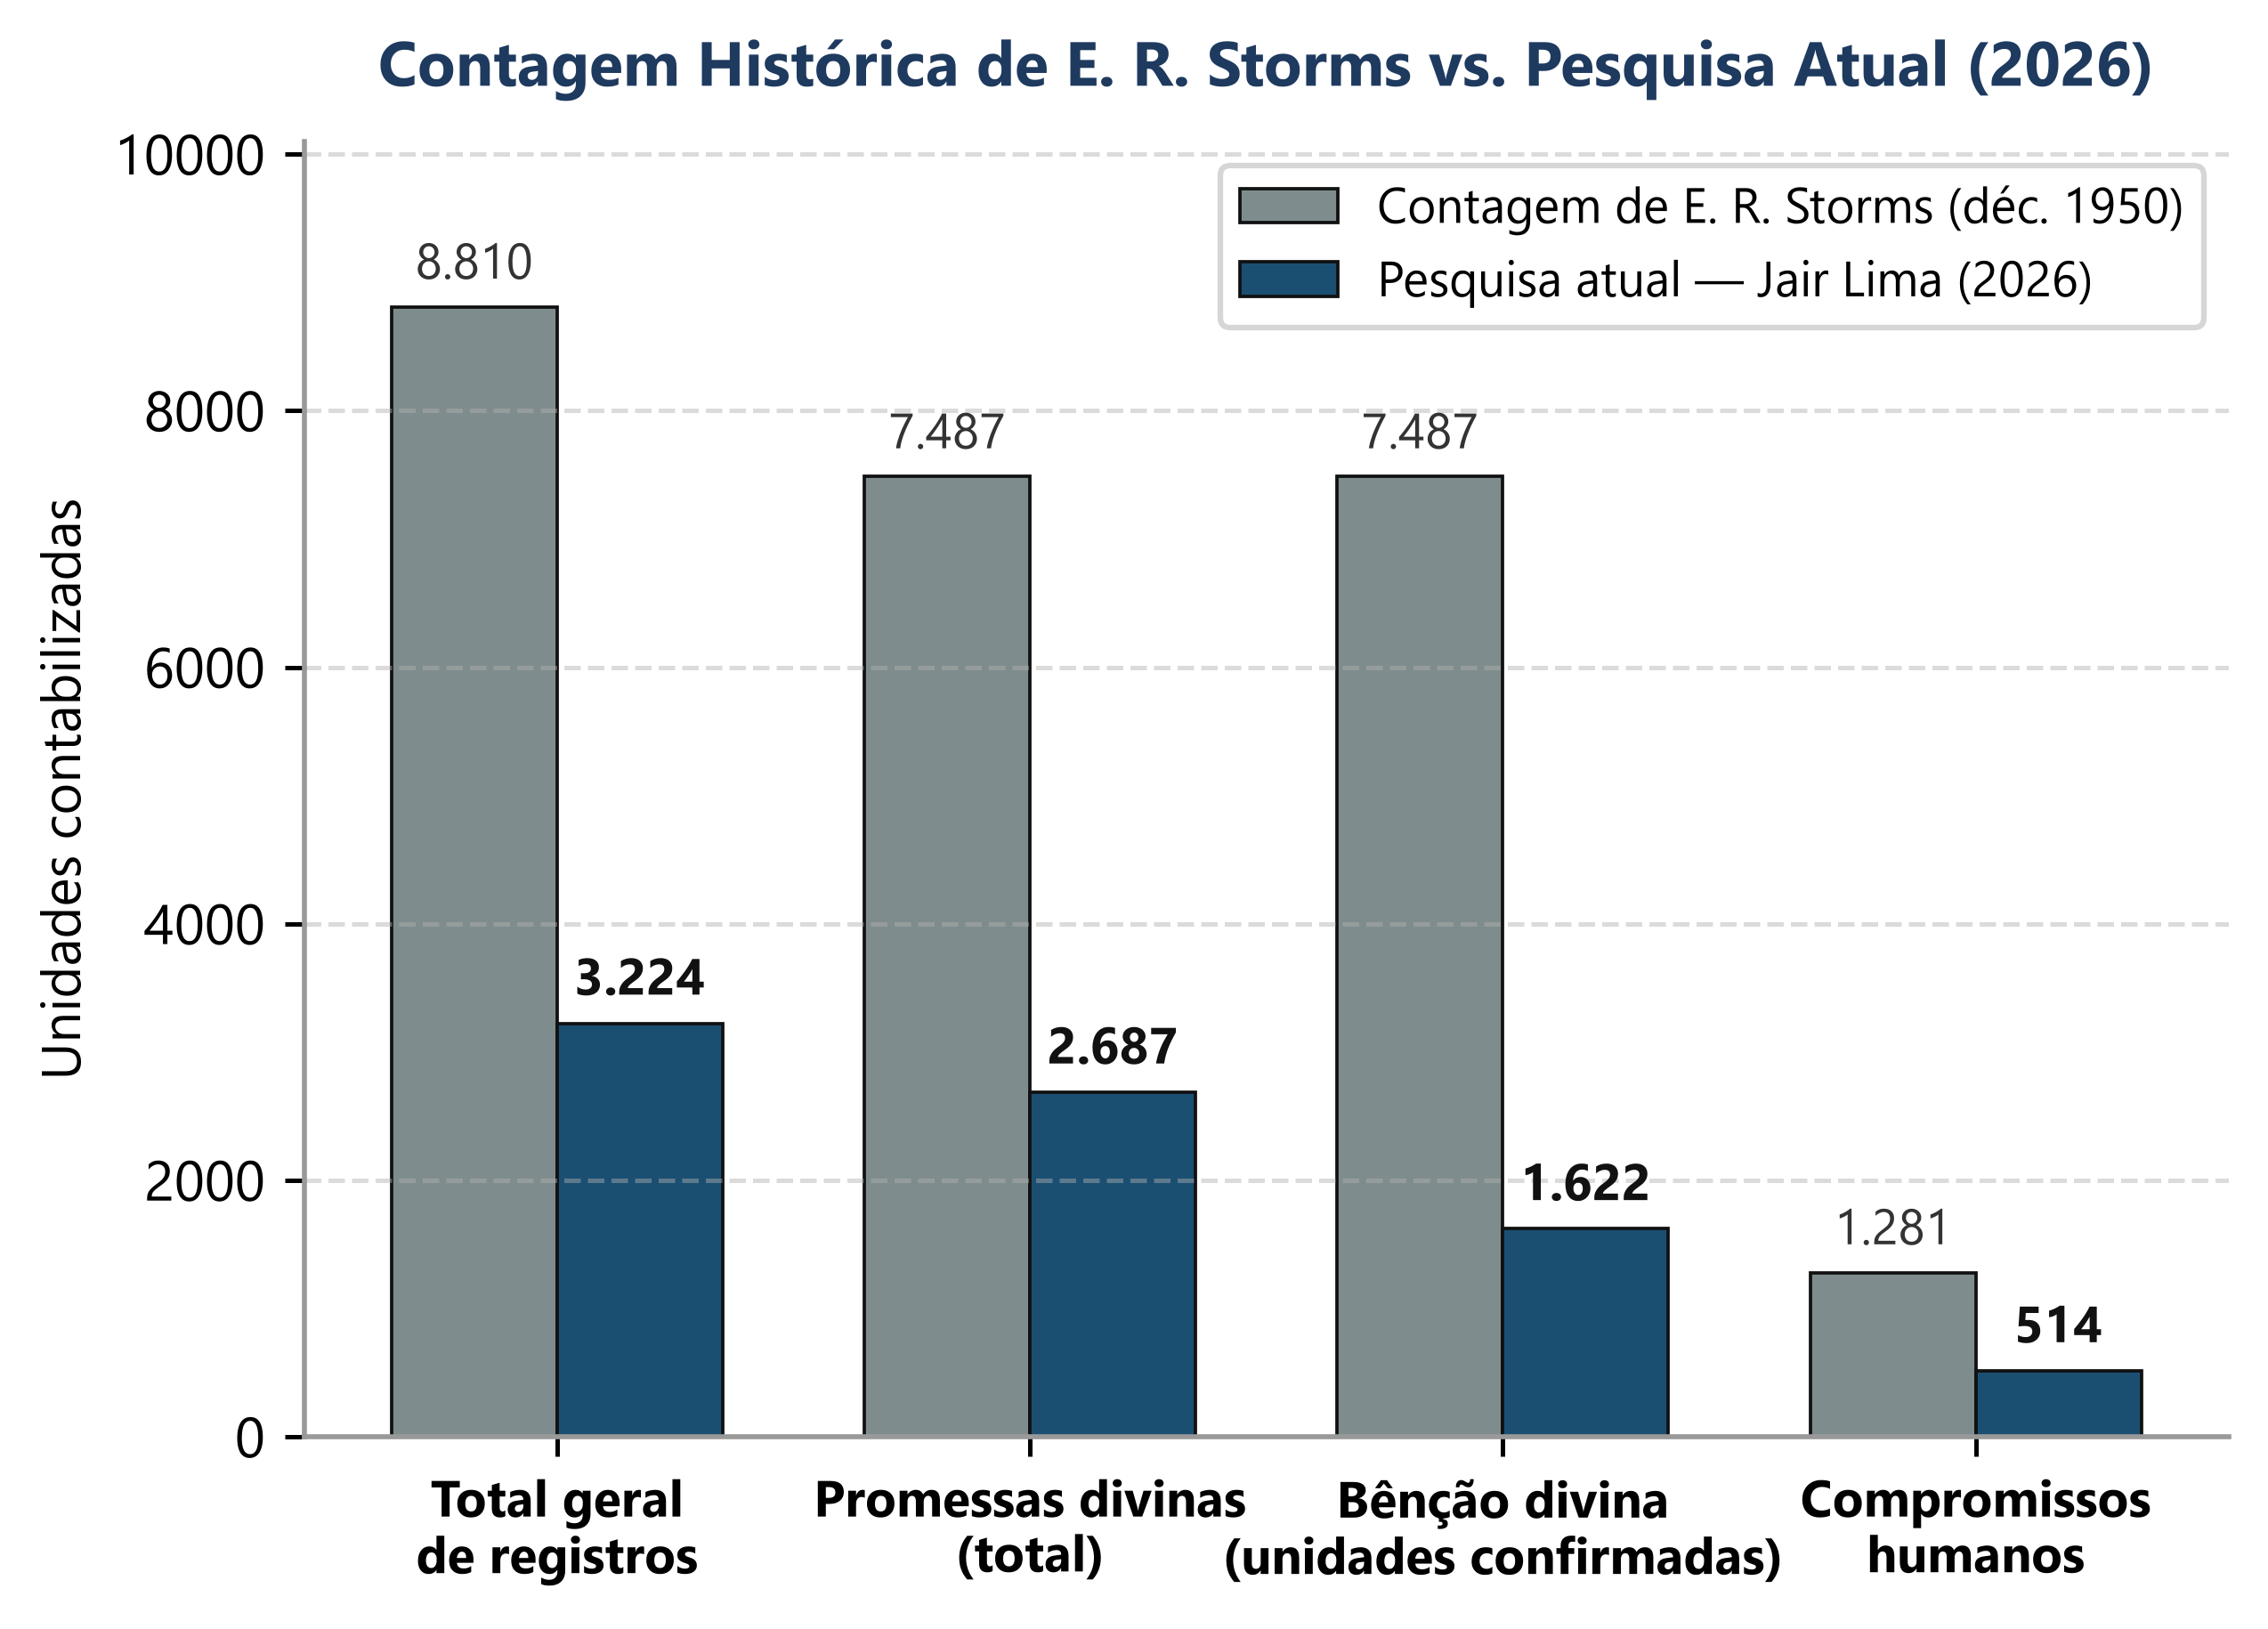 Contagem Histórica de E. R. Storms vs. Pesquisa Atual (2026)
Contagem de E. R. Storms (déc. 1950)
Pesquisa atual — Jair Lima (2026)
Unidades contabilizadas
10000
8000
6000
4000
2000
0
8.810
3.224
7.487
2.687
7.487
1.622
1.281
514
Total geral
de registros
Promessas divinas
(total)
Bênção divina
(unidades confirmadas)
Compromissos
humanos